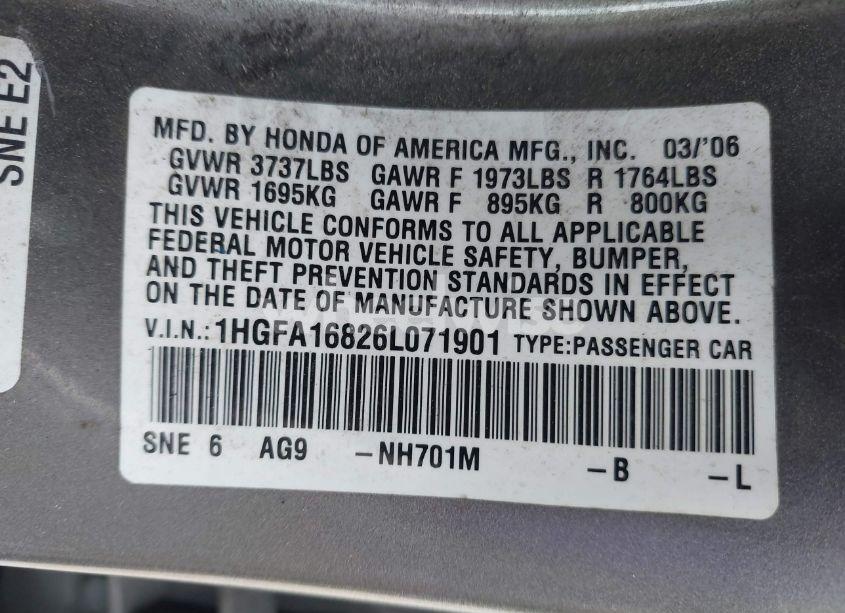 SNE E2
MFD. BY HONDA OF AMERICA MFG., INC. 03/'06
GVWR 3737LBS GAWR F 1973LBS R 1764LBS
GVWR 1695KG GAWR F 895KG R 800KG
THIS VEHICLE CONFORMS TO ALL APPLICABLE
FEDERAL MOTOR VEHICLE SAFETY, BUMPER,
AND THEFT PREVENTION STANDARDS IN EFFECT
ON THE DATE OF MANUFACTURE SHOWN ABOVE.
V.I.N.: 1HGFA16826L071901 TYPE:PASSENGER CAR
SNE 6 AG9 -NH701M -B -L